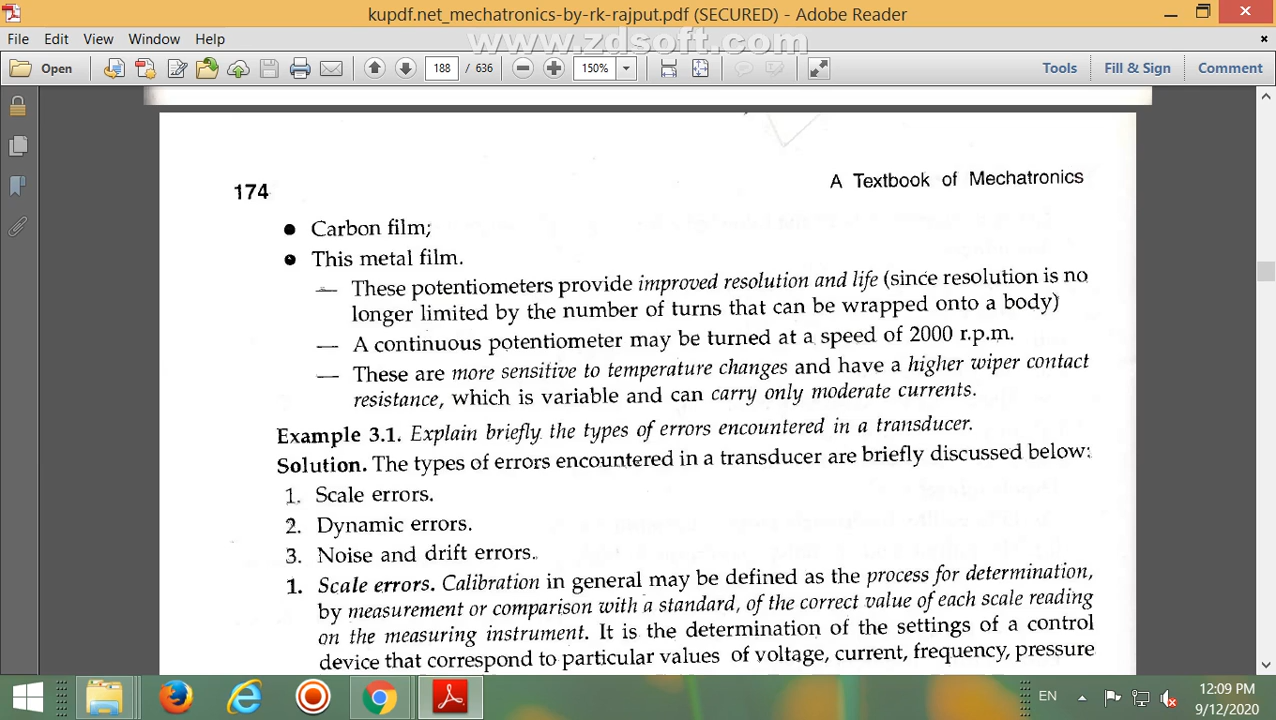 kupdf.net_mechatronics-by-rk-rajput.pdf (SECURED) - Adobe Reader
File Edit View Window Help
www.zdsoft.com
Open 188 / 636 150% Tools Fill & Sign Comment
174 A Textbook of Mechatronics
• Carbon film;
• This metal film.
— These potentiometers provide improved resolution and life (since resolution is no
longer limited by the number of turns that can be wrapped onto a body)
— A continuous potentiometer may be turned at a speed of 2000 r.p.m.
— These are more sensitive to temperature changes and have a higher wiper contact
resistance, which is variable and can carry only moderate currents.
Example 3.1. Explain briefly the types of errors encountered in a transducer.
Solution. The types of errors encountered in a transducer are briefly discussed below:
1. Scale errors.
2. Dynamic errors.
3. Noise and drift errors.
1. Scale errors. Calibration in general may be defined as the process for determination,
by measurement or comparison with a standard, of the correct value of each scale reading
on the measuring instrument. It is the determination of the settings of a control
device that correspond to particular values of voltage, current, frequency, pressure
EN 12:09 PM
9/12/2020